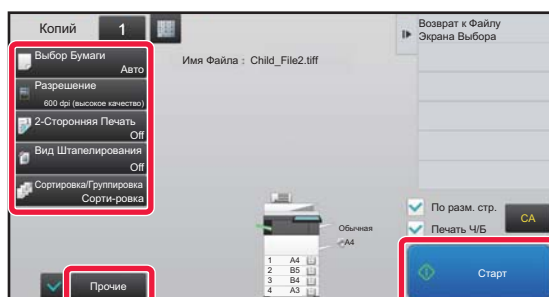 Копий 1
Возврат к Файлу
Экрана Выбора
Выбор Бумаги
Авто
Имя Файла : Child_File2.tiff
Разрешение
600 dpi (высокое качество)
2-Сторонняя Печать
Off
Вид Штапелирования
Off
Сортировка/Группировка
Сорти-ровка
По разм. стр.
Печать Ч/Б
CA
Обычная
A4
1 A4
2 B5
3 B4
4 A3
Прочие
Старт